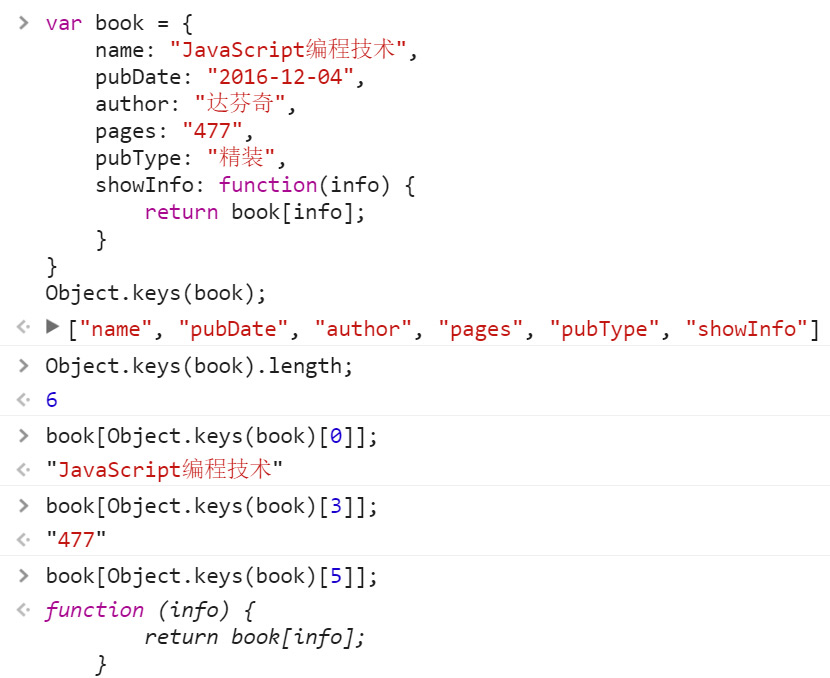 > var book = {
    name: "JavaScript编程技术",
    pubDate: "2016-12-04",
    author: "达芬奇",
    pages: "477",
    pubType: "精装",
    showInfo: function(info) {
        return book[info];
    }
}
Object.keys(book);
["name", "pubDate", "author", "pages", "pubType", "showInfo"]
> Object.keys(book).length;
6
> book[Object.keys(book)[0]];
"JavaScript编程技术"
> book[Object.keys(book)[3]];
"477"
> book[Object.keys(book)[5]];
function (info) {
        return book[info];
    }